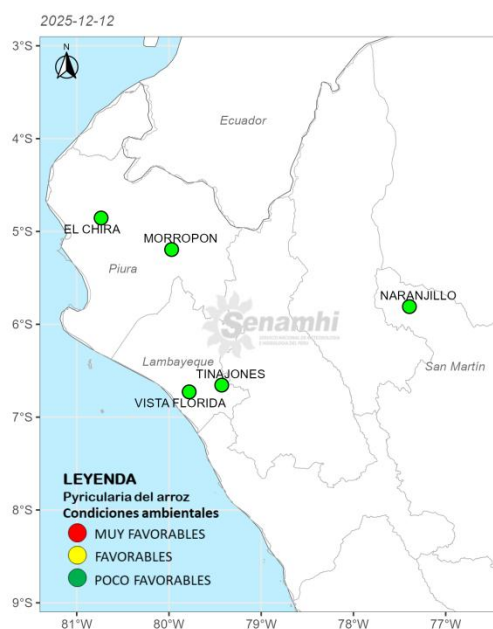 2025-12-12
3°S
N
4°S
Ecuador
5°S
EL CHIRA
MORROPON
Piura
NARANJILLO
6°S
Senamhi
Lambayeque
San Martín
TINAJONES
VISTA FLORIDA
7°S
8°S
9°S
LEYENDA
Pyricularia del arroz
Condiciones ambientales
MUY FAVORABLES
FAVORABLES
POCO FAVORABLES
81°W 80°W 79°W 78°W 77°W